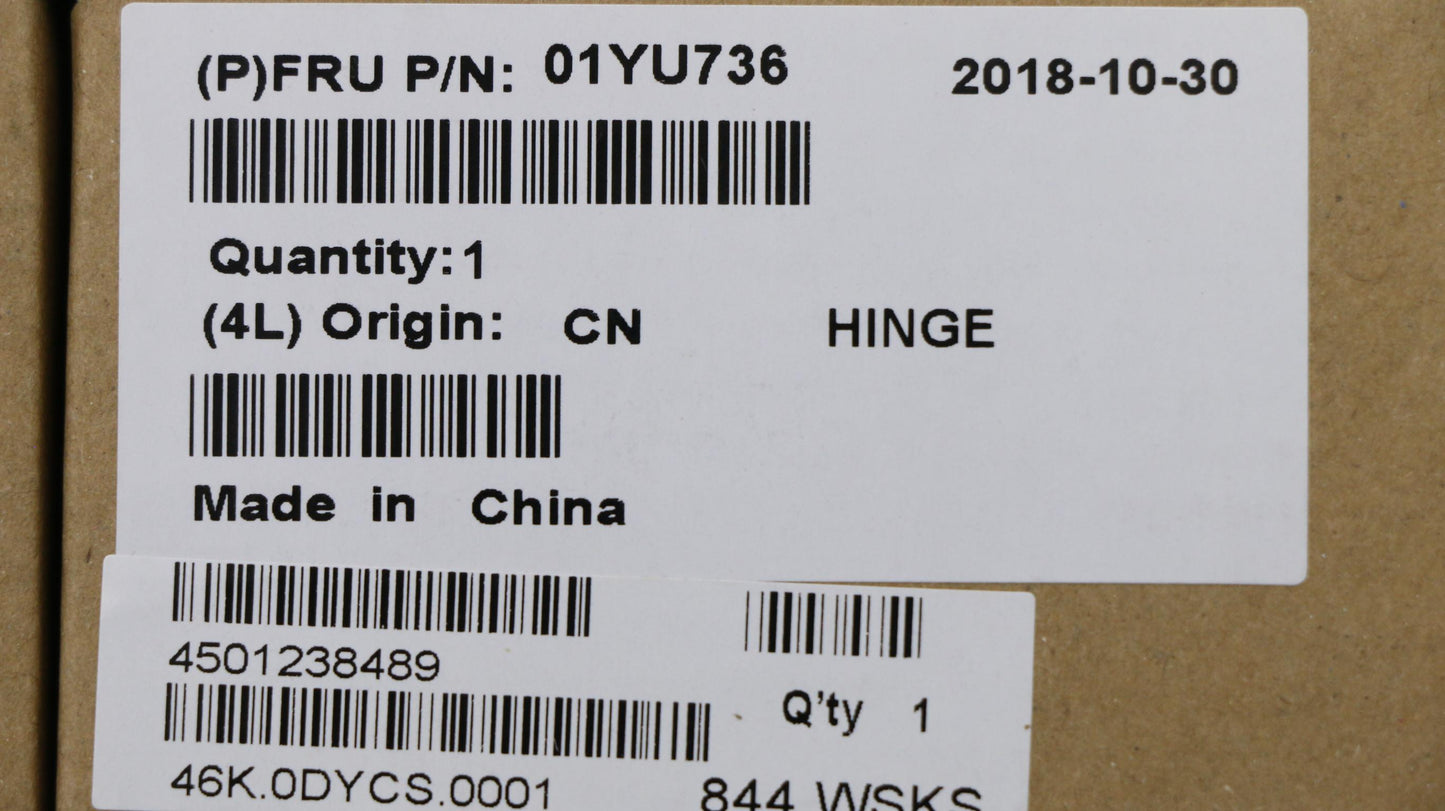 (P)FRU P/N: 01YU736 2018-10-30
Quantity:1
(4L) Origin: CN HINGE
Made in China
4501238489
Q'ty 1
46K.0DYCS.0001 844 WSKS